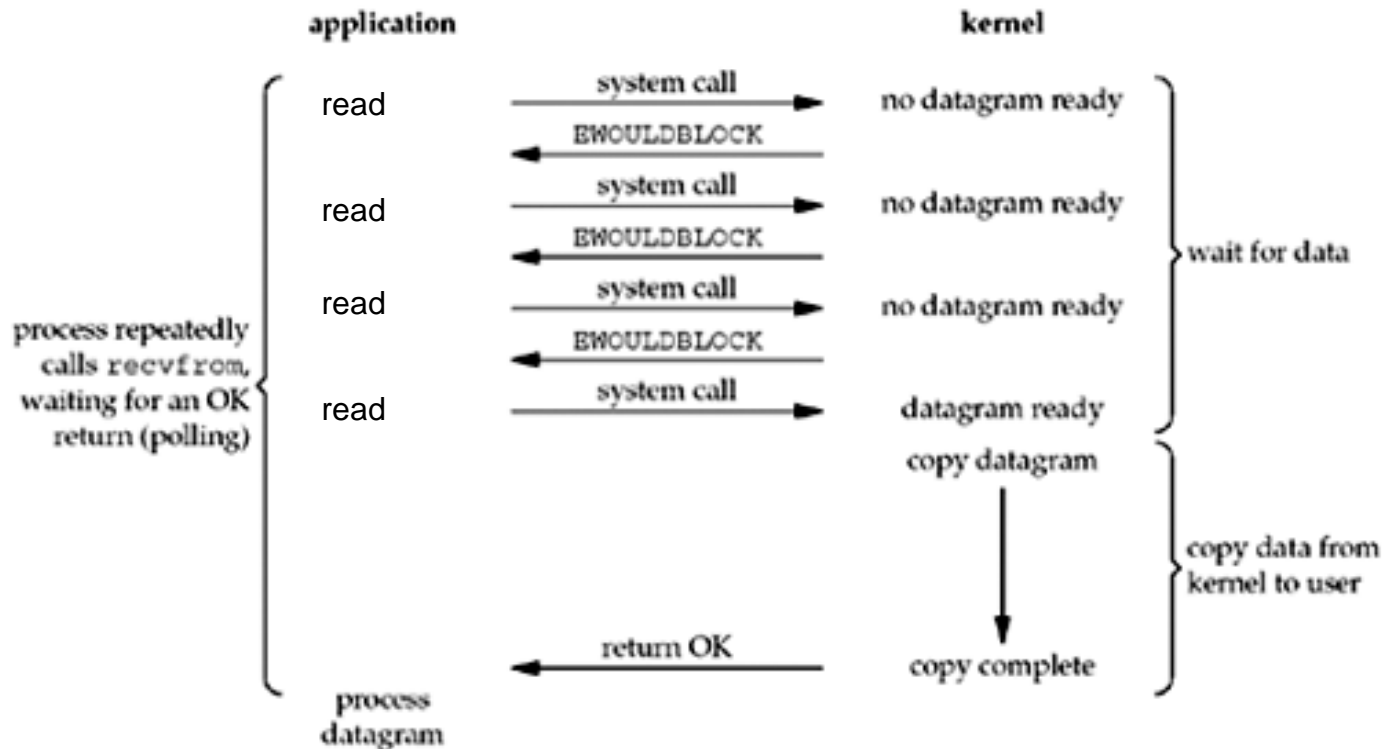 application
kernel
read
system call
no datagram ready
EWOULDBLOCK
read
system call
no datagram ready
EWOULDBLOCK
wait for data
read
system call
no datagram ready
process repeatedly
calls recvfrom,
waiting for an OK
return (polling)
EWOULDBLOCK
read
system call
datagram ready
copy datagram
copy data from
kernel to user
return OK
copy complete
process
datagram